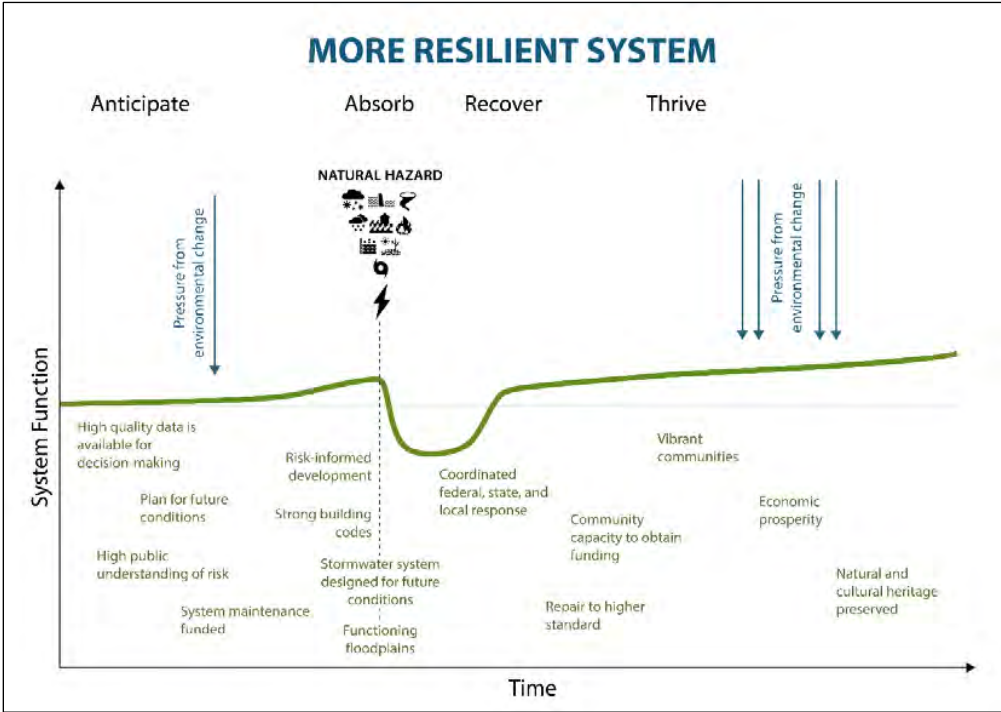 MORE RESILIENT SYSTEM
Anticipate
Absorb
Recover
Thrive
NATURAL HAZARD
Pressure from
environmental change
Pressure from
environmental change
System Function
High quality data is
available for
decision-making
Plan for future
conditions
High public
understanding of risk
System maintenance
funded
Risk-informed
development
Strong building
codes
Stormwater system
designed for future
conditions
Functioning
floodplains
Coordinated
federal, state, and
local response
Community
capacity to obtain
funding
Repair to higher
standard
Vibrant
communities
Economic
prosperity
Natural and
cultural heritage
preserved
Time